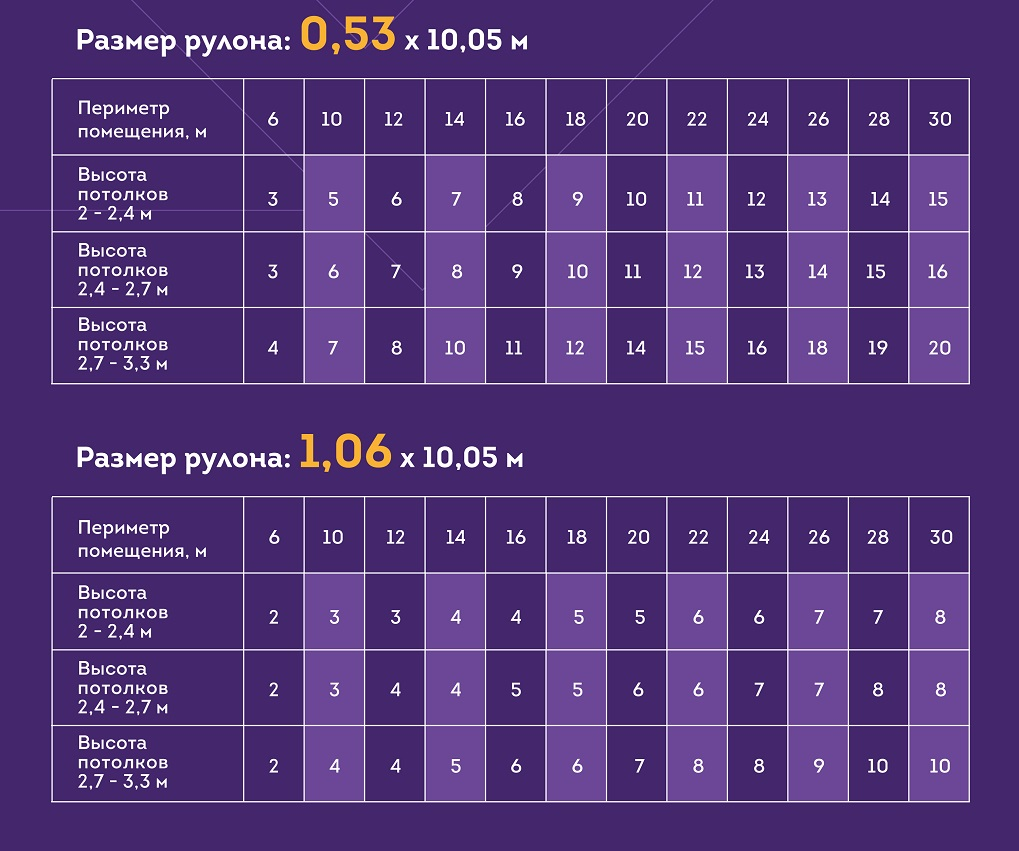 Размер рулона: 0,53 х 10,05 м
Периметр
помещения, м
6 10 12 14 16 18 20 22 24 26 28 30
Высота
потолков
2 - 2,4 м
3 5 6 7 8 9 10 11 12 13 14 15
Высота
потолков
2,4 - 2,7 м
3 6 7 8 9 10 11 12 13 14 15 16
Высота
потолков
2,7 - 3,3 м
4 7 8 10 11 12 14 15 16 18 19 20
Размер рулона: 1,06 х 10,05 м
Периметр
помещения, м
6 10 12 14 16 18 20 22 24 26 28 30
Высота
потолков
2 - 2,4 м
2 3 3 4 4 5 5 6 6 7 7 8
Высота
потолков
2,4 - 2,7 м
2 3 4 4 5 5 6 6 7 7 8 8
Высота
потолков
2,7 - 3,3 м
2 4 4 5 6 6 7 8 8 9 10 10